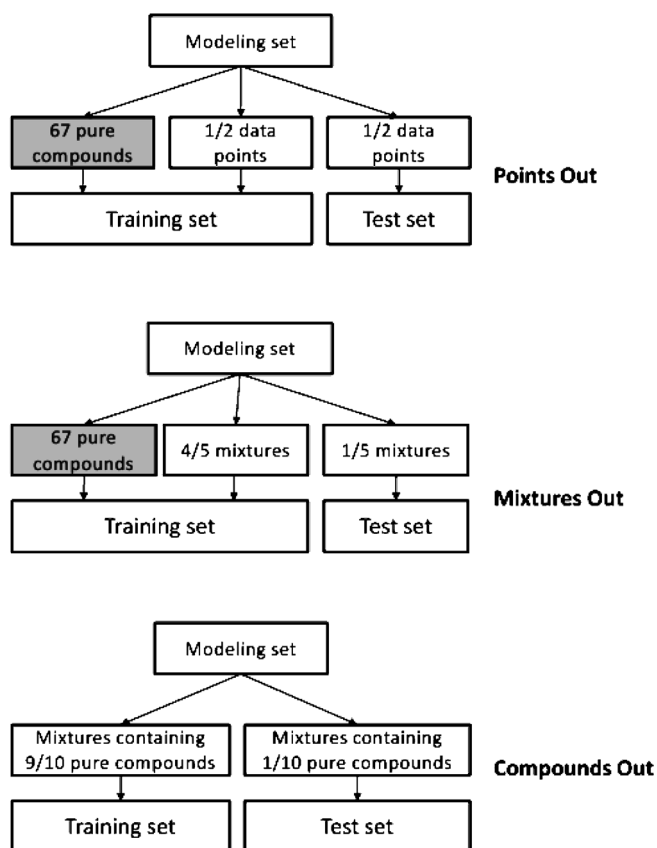 Modeling set
67 pure
compounds
1/2 data
points
1/2 data
points
Training set
Test set
Points Out
Modeling set
67 pure
compounds
4/5 mixtures
1/5 mixtures
Training set
Test set
Mixtures Out
Modeling set
Mixtures containing
9/10 pure compounds
Mixtures containing
1/10 pure compounds
Training set
Test set
Compounds Out